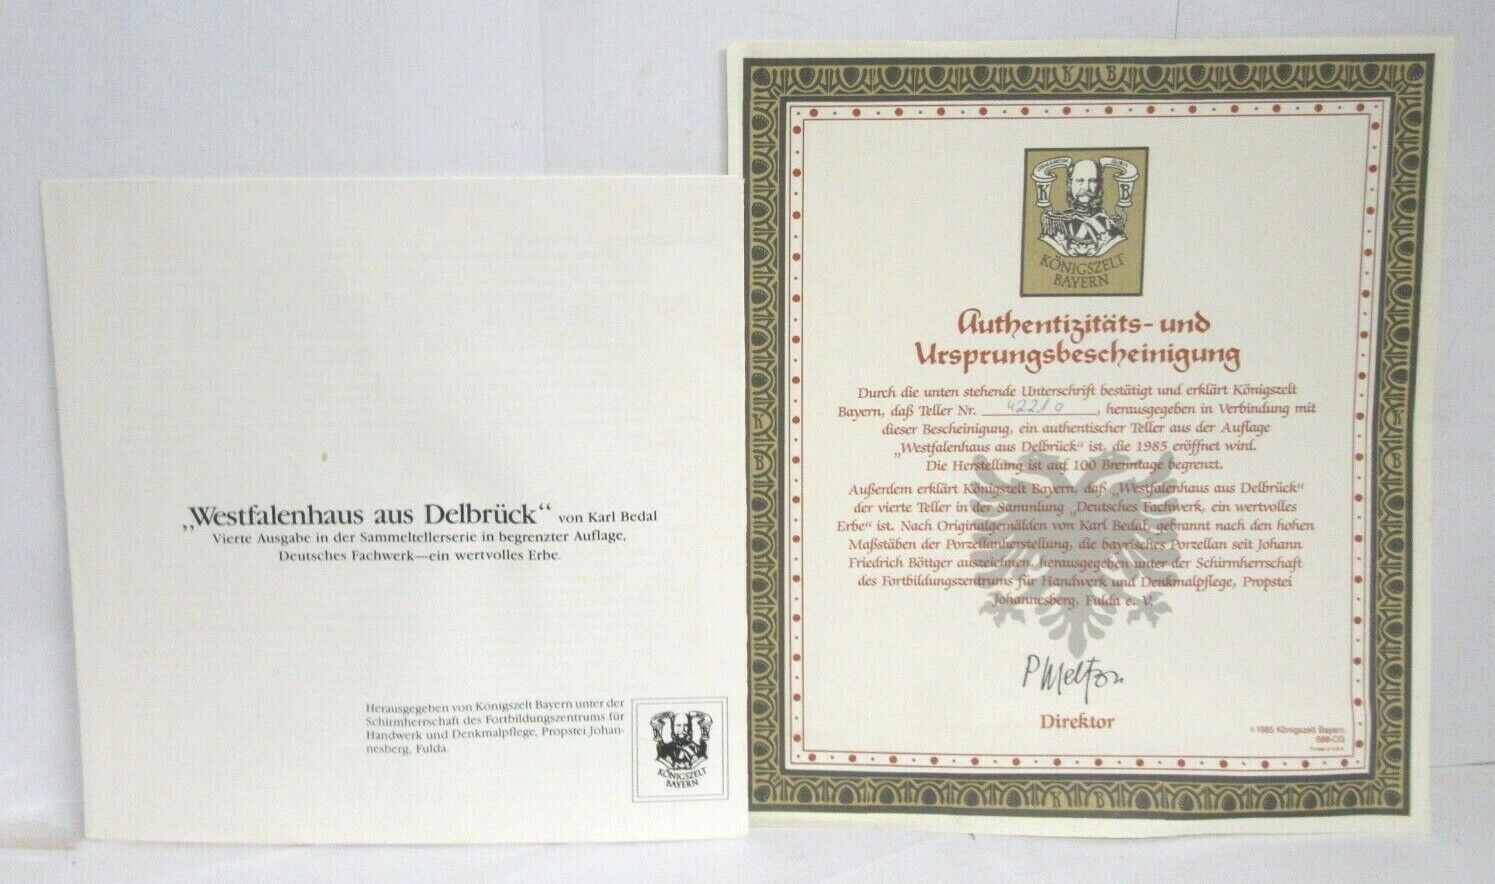 „Westfalenhaus aus Delbrück“ von Karl Bedal
Vierte Ausgabe in der Sammeltellerserie in begrenzter Auflage,
Deutsches Fachwerk—ein wertvolles Erbe.
Herausgegeben von Königszelt Bayern unter der
Schirmherrschaft des Fortbildungszentrums für
Handwerk und Denkmalpflege, Propstei Johan-
nesberg, Fulda.
KÖNIGSZELT
BAYERN
K B
K B
KÖNIGSZELT
BAYERN
Authentizitäts- und
Ursprungsbescheinigung
Durch die unten stehende Unterschrift bestätigt und erklärt Königszelt
Bayern, daß Teller Nr. 42210, herausgegeben in Verbindung mit
dieser Bescheinigung, ein authentischer Teller aus der Auflage
„Westfalenhaus aus Delbrück“ ist, die 1985 eröffnet wird.
Die Herstellung ist auf 100 Brenntage begrenzt.
Außerdem erklärt Königszelt Bayern, daß „Westfalenhaus aus Delbrück“
der vierte Teller in der Sammlung „Deutsches Fachwerk, ein wertvolles
Erbe“ ist. Nach Originalgemälden von Karl Bedal, gebrannt nach den hohen
Maßstäben der Porzellanherstellung, die bayrisches Porzellan seit Johann
Friedrich Böttger auszeichnen, herausgegeben unter der Schirmherrschaft
des Fortbildungszentrums für Handwerk und Denkmalpflege, Propstei
Johannesberg, Fulda e. V.
P Melton
Direktor
©1985 Königszelt Bayern
688-CG
Printed in U.S.A.
K B